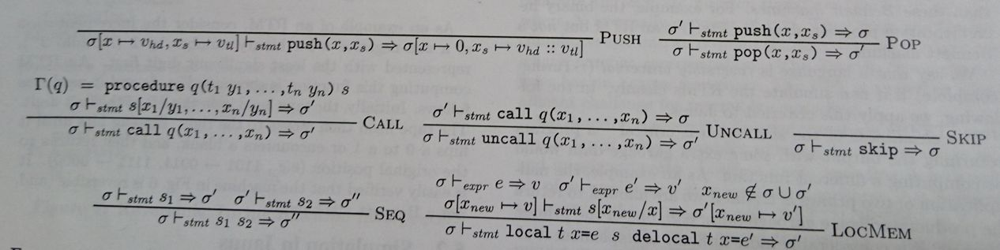 σ[x ↦ v_hd, x_s ↦ v_tl] ⊢_stmt push(x,x_s) ⇒ σ[x ↦ 0, x_s ↦ v_hd :: v_tl] PUSH
σ′ ⊢_stmt push(x,x_s) ⇒ σ
σ ⊢_stmt pop(x,x_s) ⇒ σ′ POP
Γ(q) = procedure q(t_1 y_1,...,t_n y_n) s
σ ⊢_stmt s[x_1/y_1,...,x_n/y_n] ⇒ σ′
σ ⊢_stmt call q(x_1,...,x_n) ⇒ σ′ CALL
σ′ ⊢_stmt call q(x_1,...,x_n) ⇒ σ
σ ⊢_stmt uncall q(x_1,...,x_n) ⇒ σ′ UNCALL
σ ⊢_stmt skip ⇒ σ SKIP
σ ⊢_stmt s_1 ⇒ σ′ σ′ ⊢_stmt s_2 ⇒ σ″
σ ⊢_stmt s_1 s_2 ⇒ σ″ SEQ
σ ⊢_expr e ⇒ v σ′ ⊢_expr e′ ⇒ v′ x_new ∉ σ ∪ σ′
σ[x_new ↦ v] ⊢_stmt s[x_new/x] ⇒ σ′[x_new ↦ v′]
σ ⊢_stmt local t x=e s delocal t x=e′ ⇒ σ′ LOCMEM